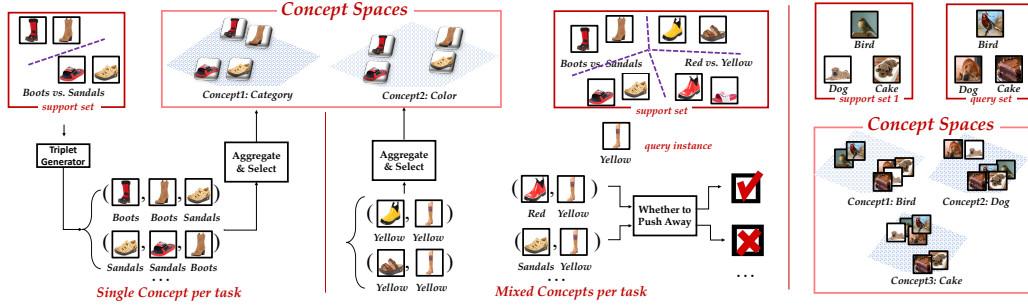 Boots vs. Sandals
support set
Triplet
Generator
( , , )
Boots Boots Sandals
( , , )
Sandals Sandals Boots
...
Single Concept per task
Concept Spaces
Concept1: Category
Concept2: Color
Aggregate
& Select
Aggregate
& Select
( , )
Yellow Yellow
( , )
Yellow Yellow
...
Boots vs. Sandals
Red vs. Yellow
support set
Yellow
query instance
( , )
Red Yellow
( , )
Sandals Yellow
...
Whether to
Push Away
...
Mixed Concepts per task
Bird
Dog
Cake
support set 1
Bird
Dog
Cake
query set
Concept Spaces
Concept1: Bird
Concept2: Dog
Concept3: Cake